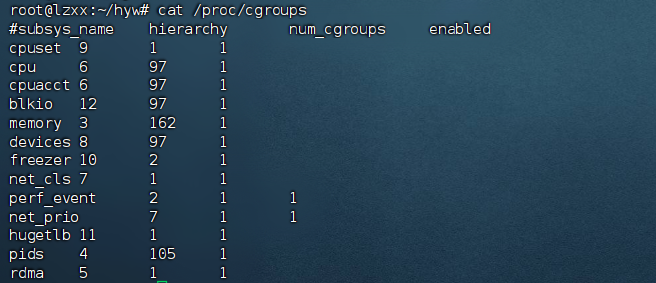 root@lzxx:~/hyw# cat /proc/cgroups
#subsys_name hierarchy num_cgroups enabled
cpuset 9 1 1
cpu 6 97 1
cpuacct 6 97 1
blkio 12 97 1
memory 3 162 1
devices 8 97 1
freezer 10 2 1
net_cls 7 1 1
perf_event 2 1 1
net_prio 7 1 1
hugetlb 11 1 1
pids 4 105 1
rdma 5 1 1